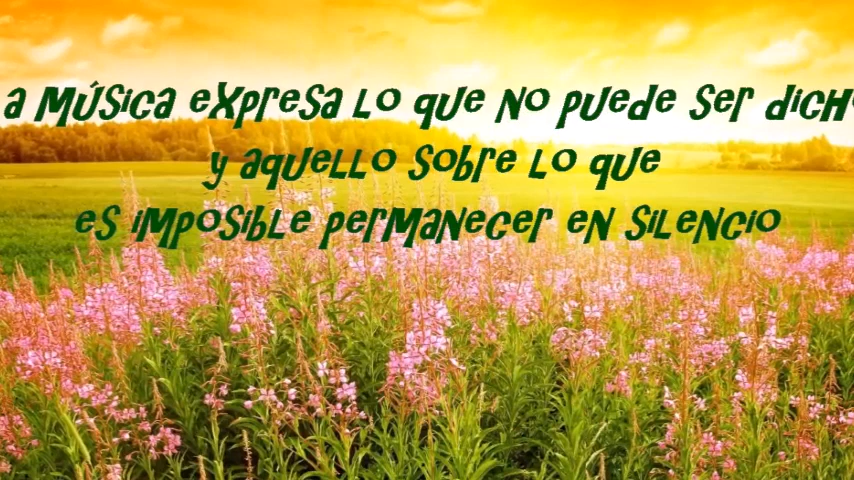 a música expresa lo que no puede ser dich
y aquello sobre lo que
es imposible permanecer en silencio